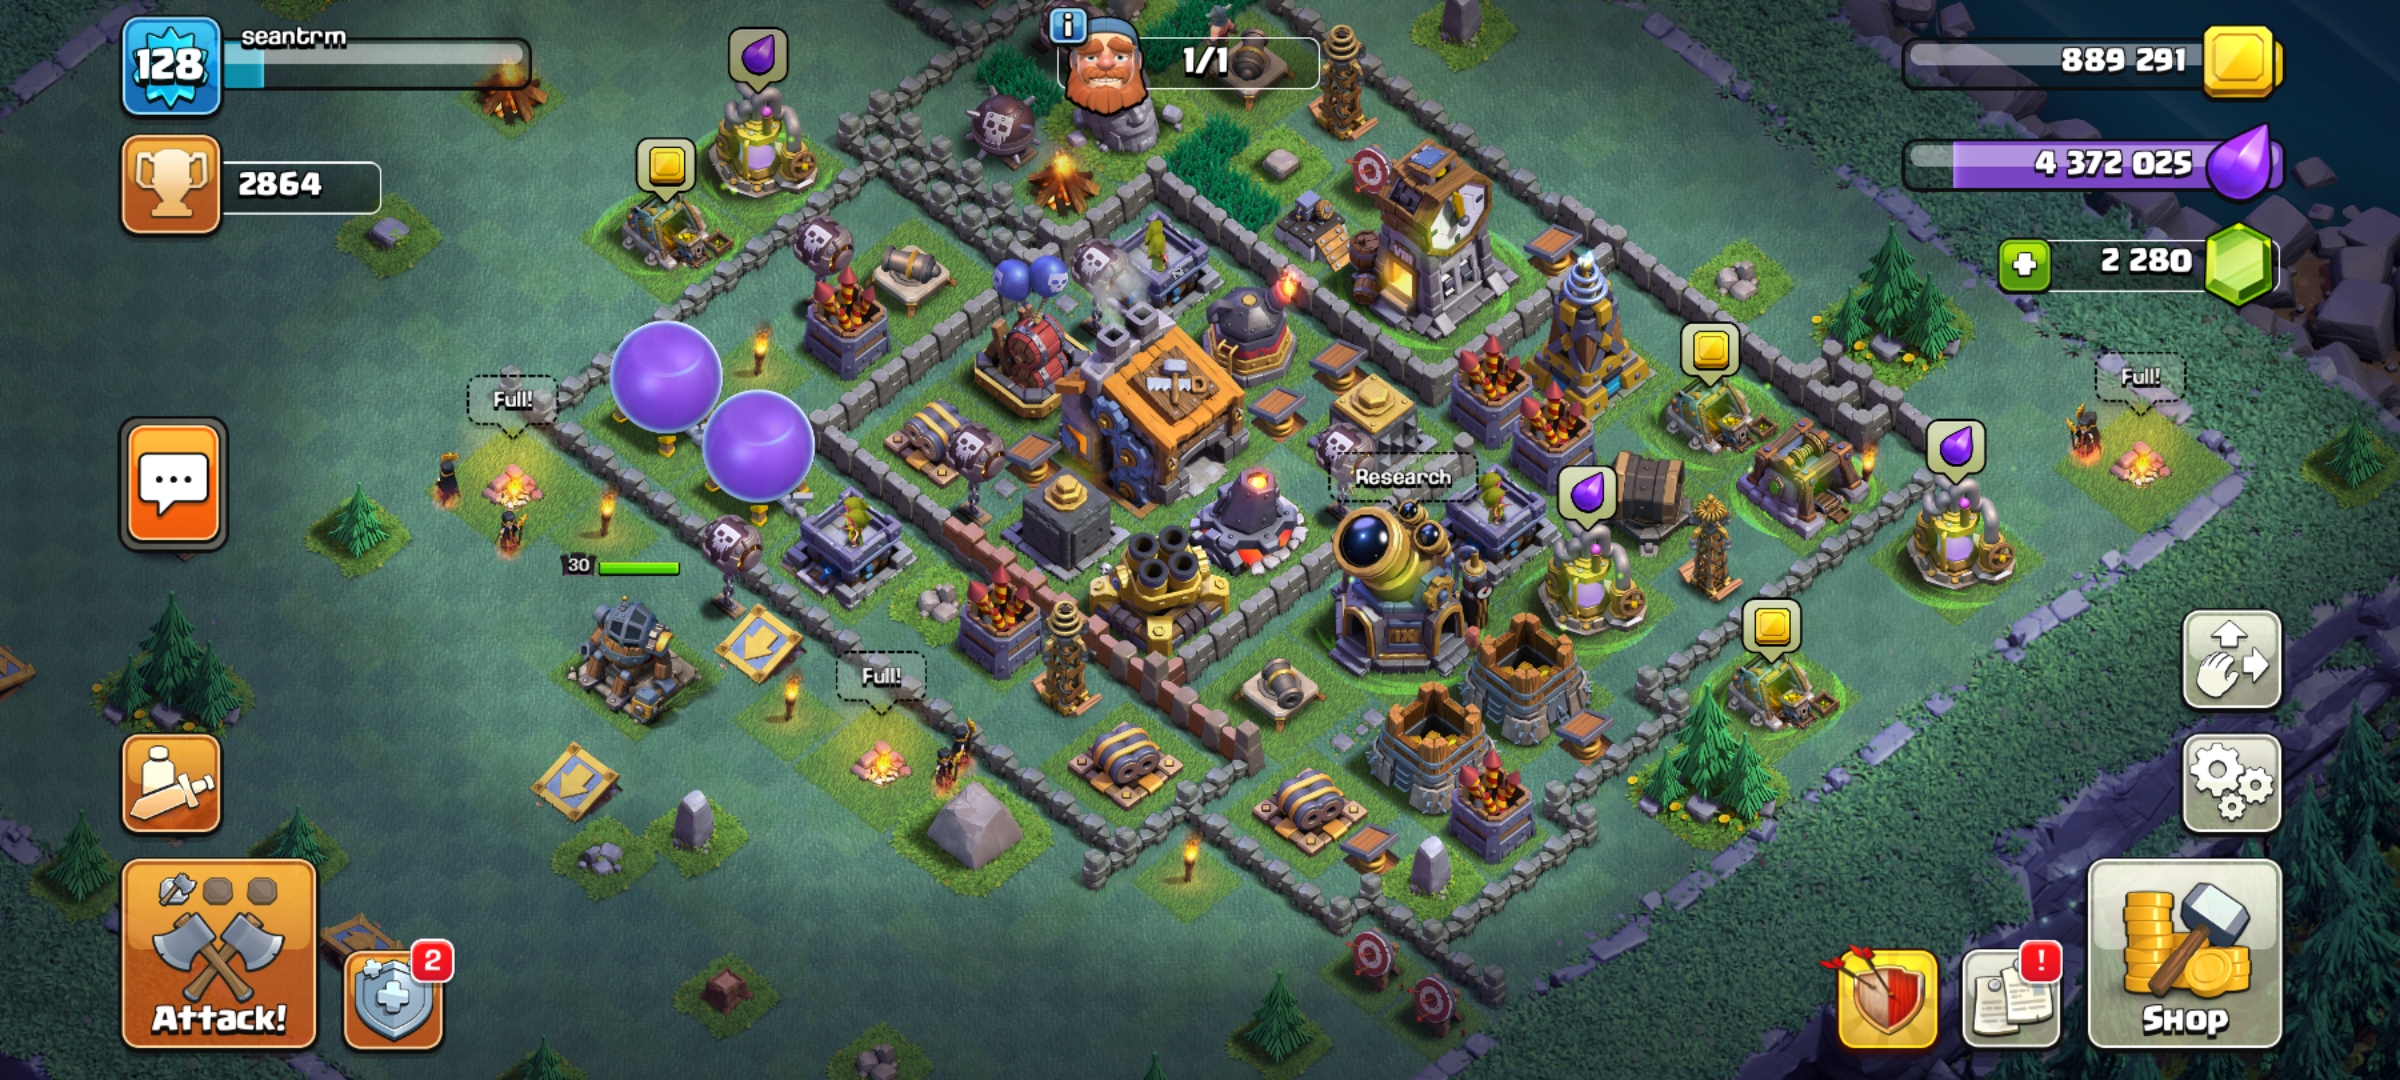 128
seantrm
i
1/1
889 291
2864
4 372 025
2 280
Full!
Full!
Research
30
IX
Full!
Attack!
2
!
Shop